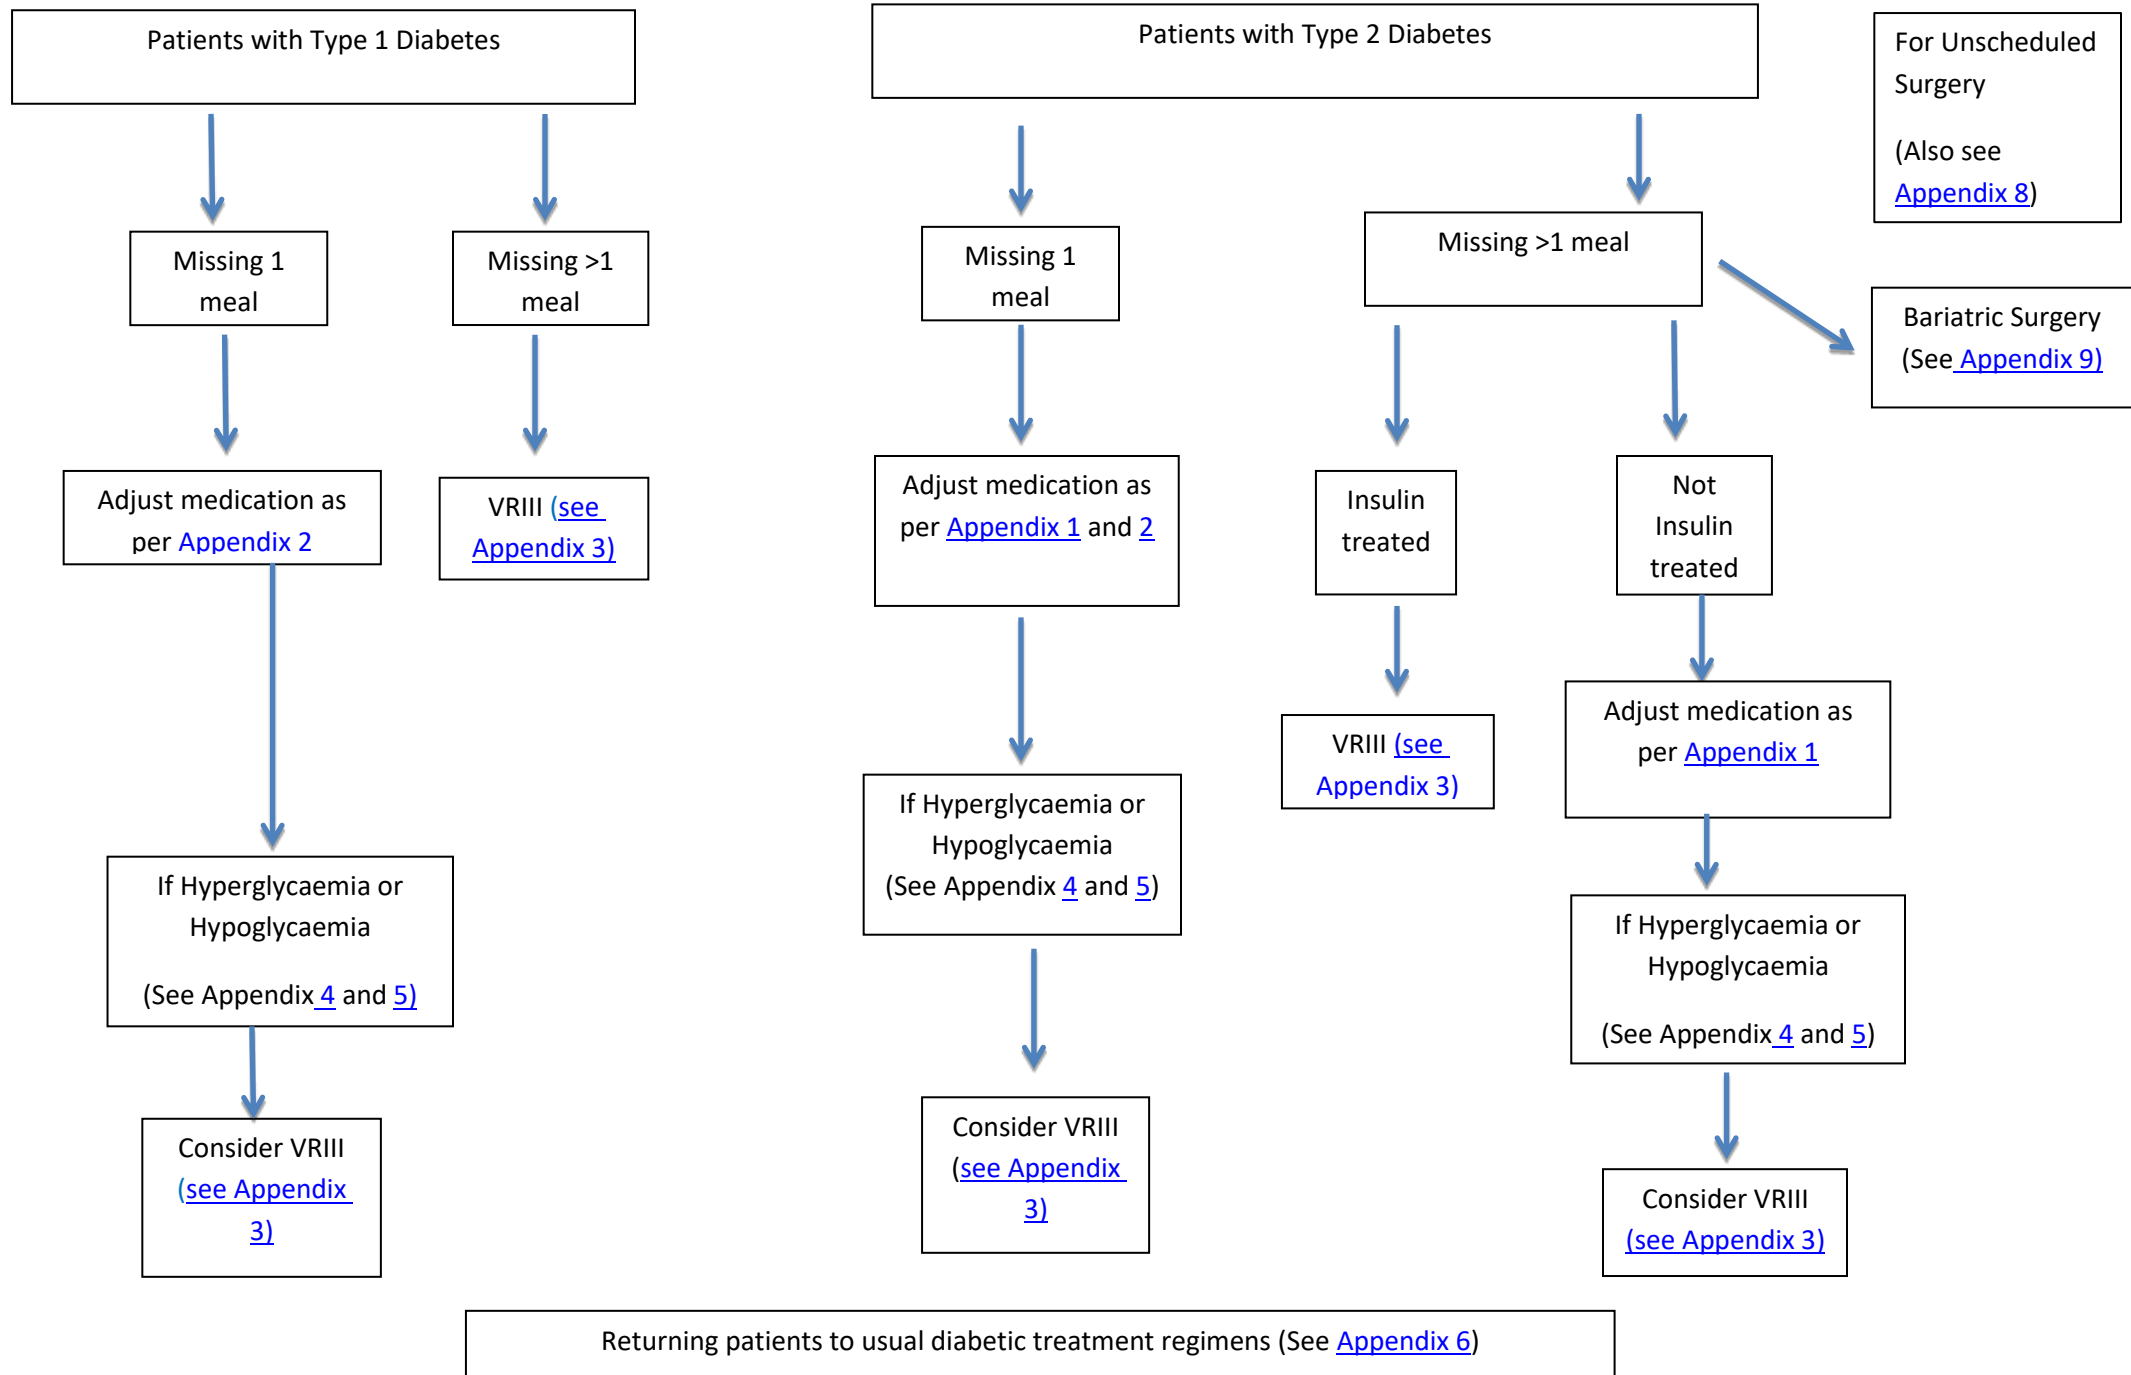 Patients with Type 1 Diabetes
Missing 1
meal
Missing >1
meal
Adjust medication as
per Appendix 2
VRIII (see
Appendix 3)
If Hyperglycaemia or
Hypoglycaemia
(See Appendix 4 and 5)
Consider VRIII
(see Appendix
3)
Patients with Type 2 Diabetes
Missing 1
meal
Adjust medication as
per Appendix 1 and 2
If Hyperglycaemia or
Hypoglycaemia
(See Appendix 4 and 5)
Consider VRIII
(see Appendix
3)
Missing >1 meal
Insulin
treated
VRIII (see
Appendix 3)
Not
Insulin
treated
Adjust medication as
per Appendix 1
If Hyperglycaemia or
Hypoglycaemia
(See Appendix 4 and 5)
Consider VRIII
(see Appendix 3)
For Unscheduled
Surgery
(Also see
Appendix 8)
Bariatric Surgery
(See Appendix 9)
Returning patients to usual diabetic treatment regimens (See Appendix 6)